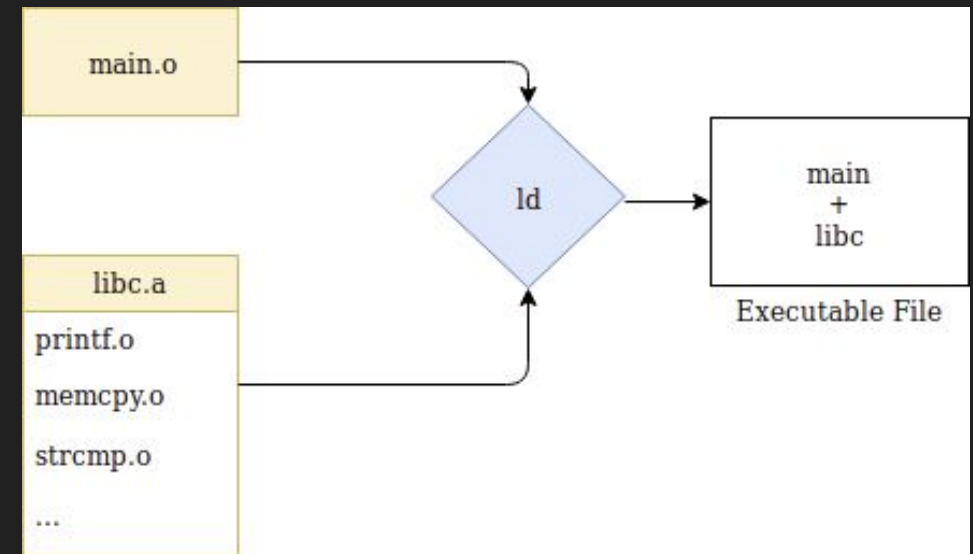 main.o
ld
main
+
libc
Executable File
libc.a
printf.o
memcpy.o
strcmp.o
...